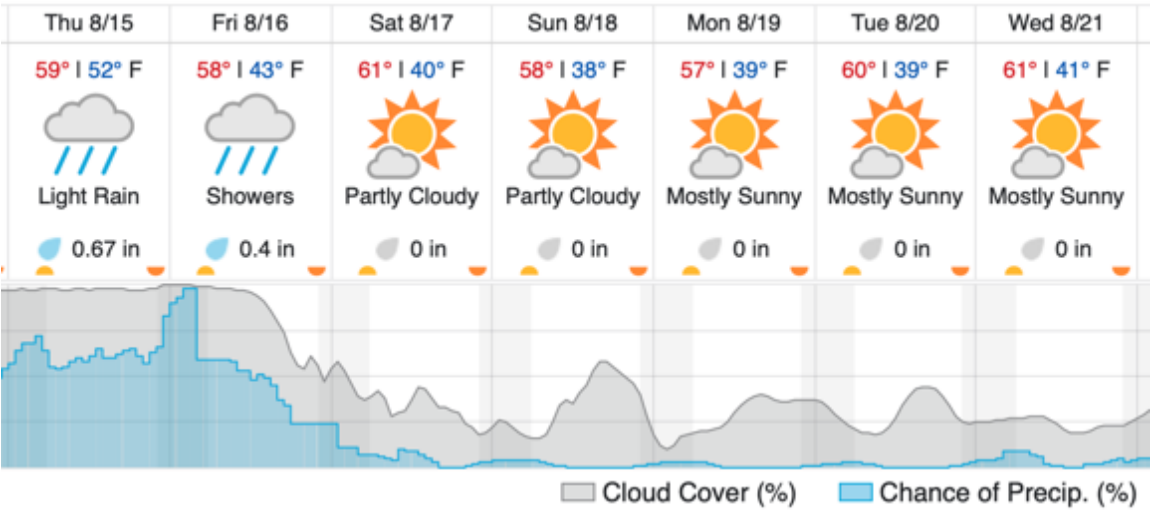 Thu 8/15 Fri 8/16 Sat 8/17 Sun 8/18 Mon 8/19 Tue 8/20 Wed 8/21
59° | 52° F 58° | 43° F 61° | 40° F 58° | 38° F 57° | 39° F 60° | 39° F 61° | 41° F
Light Rain Showers Partly Cloudy Partly Cloudy Mostly Sunny Mostly Sunny Mostly Sunny
0.67 in 0.4 in 0 in 0 in 0 in 0 in 0 in
Cloud Cover (%) Chance of Precip. (%)